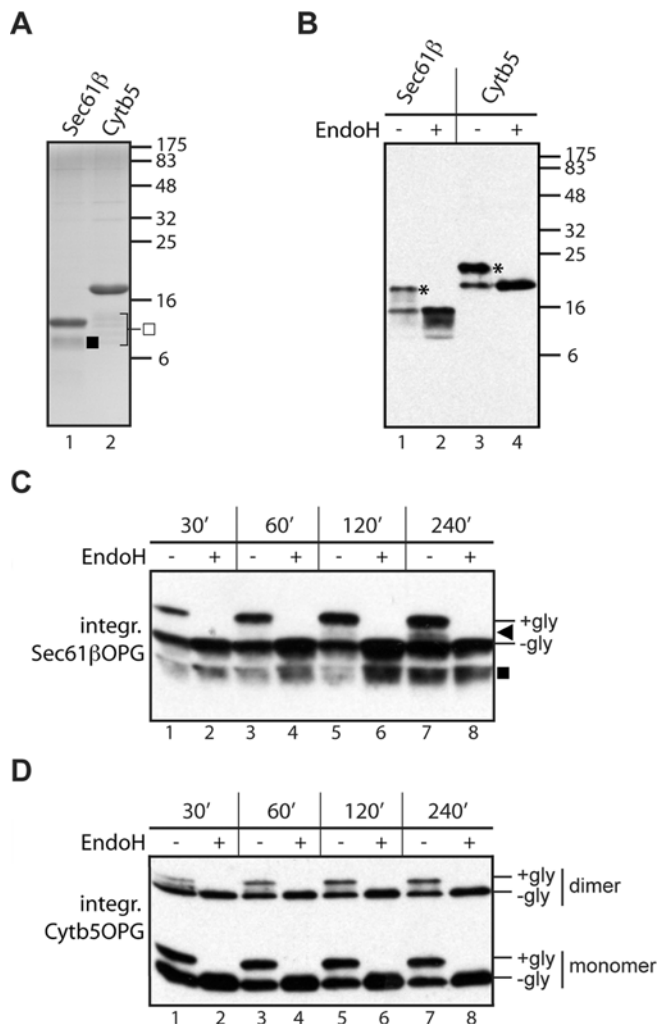 A
Sec61β
Cytb5
175
83
48
32
25
16
6
1 2
B
Sec61β
Cytb5
EndoH - + - +
175
83
48
32
25
16
6
* *
1 2 3 4
C
30′ 60′ 120′ 240′
EndoH - + - + - + - +
integr.
Sec61βOPG
+gly
-gly
1 2 3 4 5 6 7 8
D
30′ 60′ 120′ 240′
EndoH - + - + - + - +
integr.
Cytb5OPG
+gly
-gly
dimer
+gly
-gly
monomer
1 2 3 4 5 6 7 8